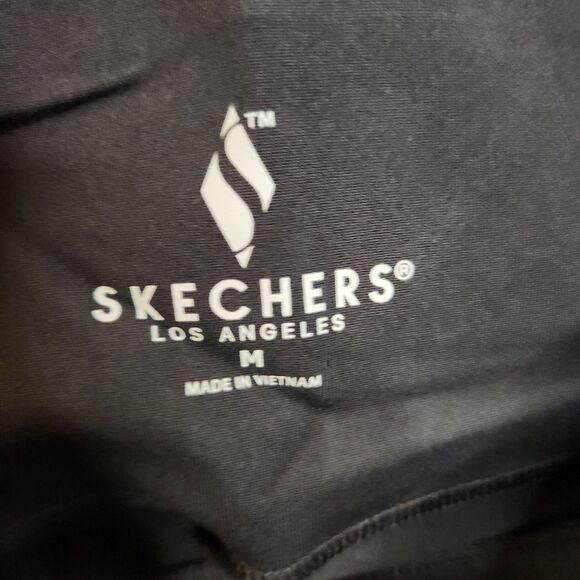 TM
SKECHERS®
LOS ANGELES
M
MADE IN VIETNAM